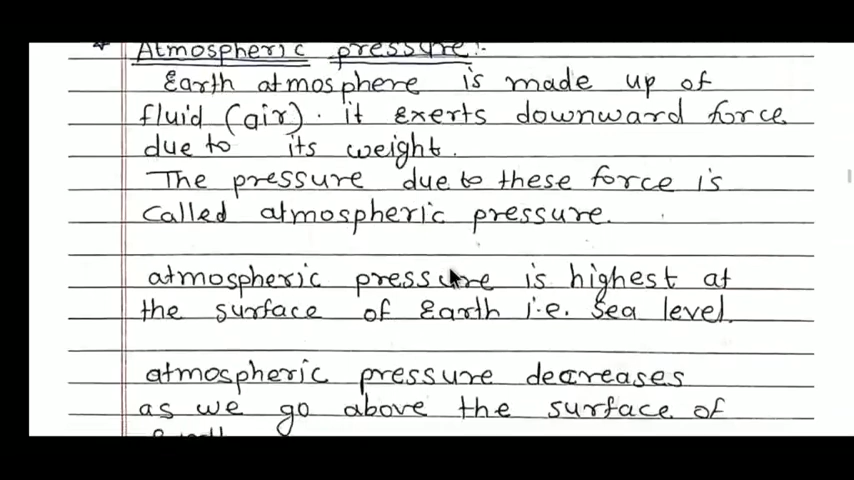 Atmospheric pressure:-
Earth atmosphere is made up of
fluid (air). it exerts downward force
due to its weight.
The pressure due to these force is
called atmospheric pressure.
atmospheric pressure is highest at
the surface of Earth i.e. sea level.
atmospheric pressure decreases
as we go above the surface of